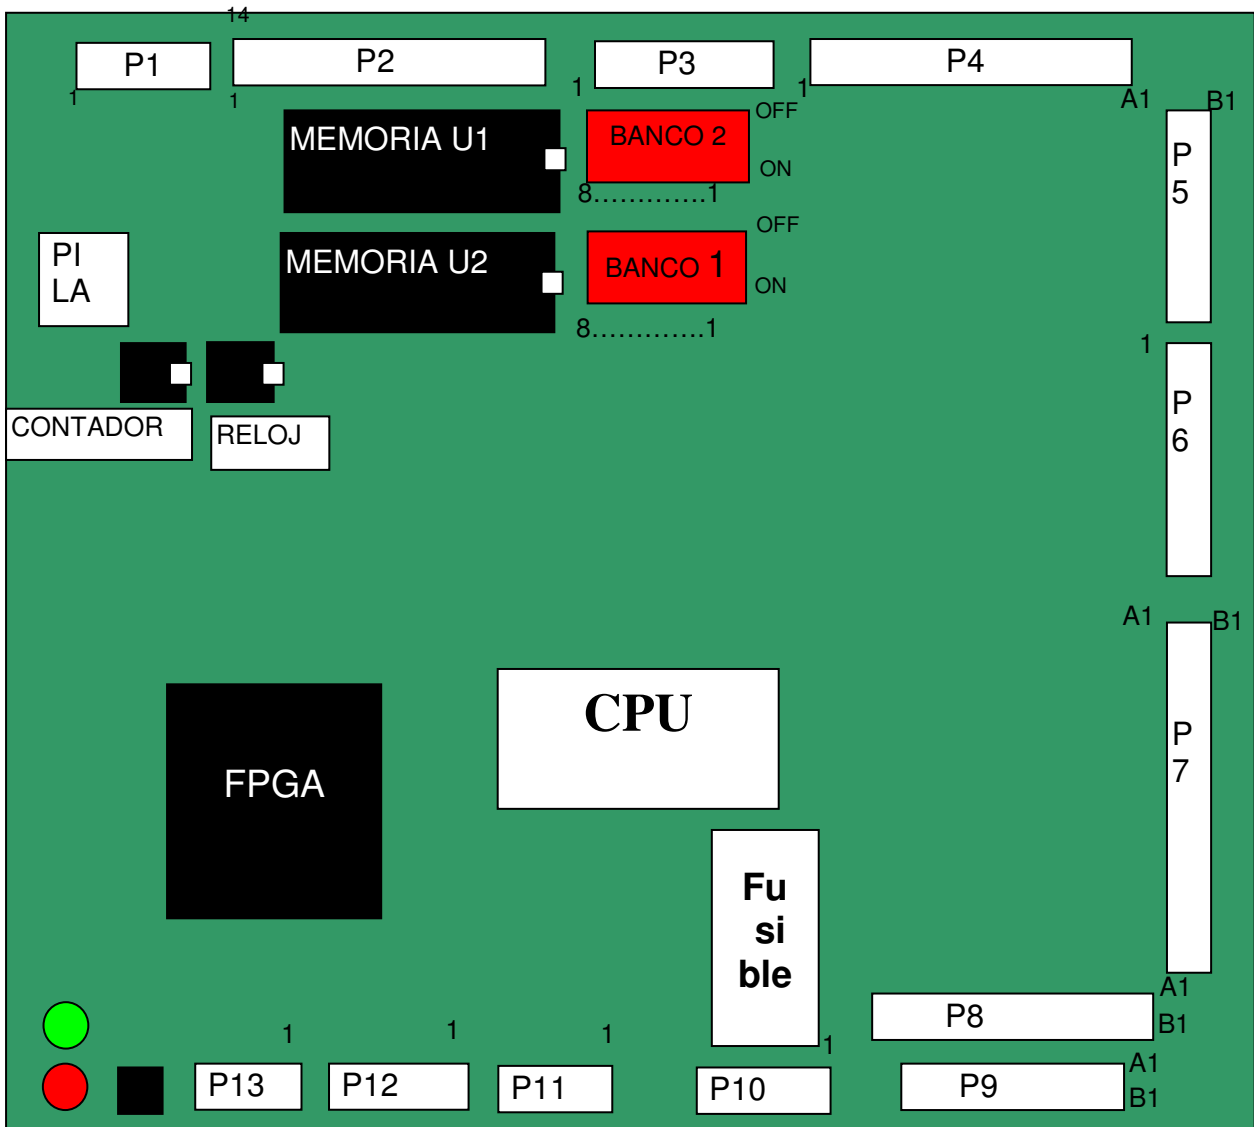 14
P1
P2
P3
P4
1
1
1
1
A1
B1
MEMORIA U1
BANCO 2
OFF
ON
8.............1
P
5
OFF
MEMORIA U2
BANCO 1
ON
8.............1
PI
LA
1
P
6
CONTADOR
RELOJ
A1
B1
CPU
P
7
FPGA
Fu
si
ble
A1
P8
B1
1
1
1
1
A1
P13
P12
P11
P10
P9
B1